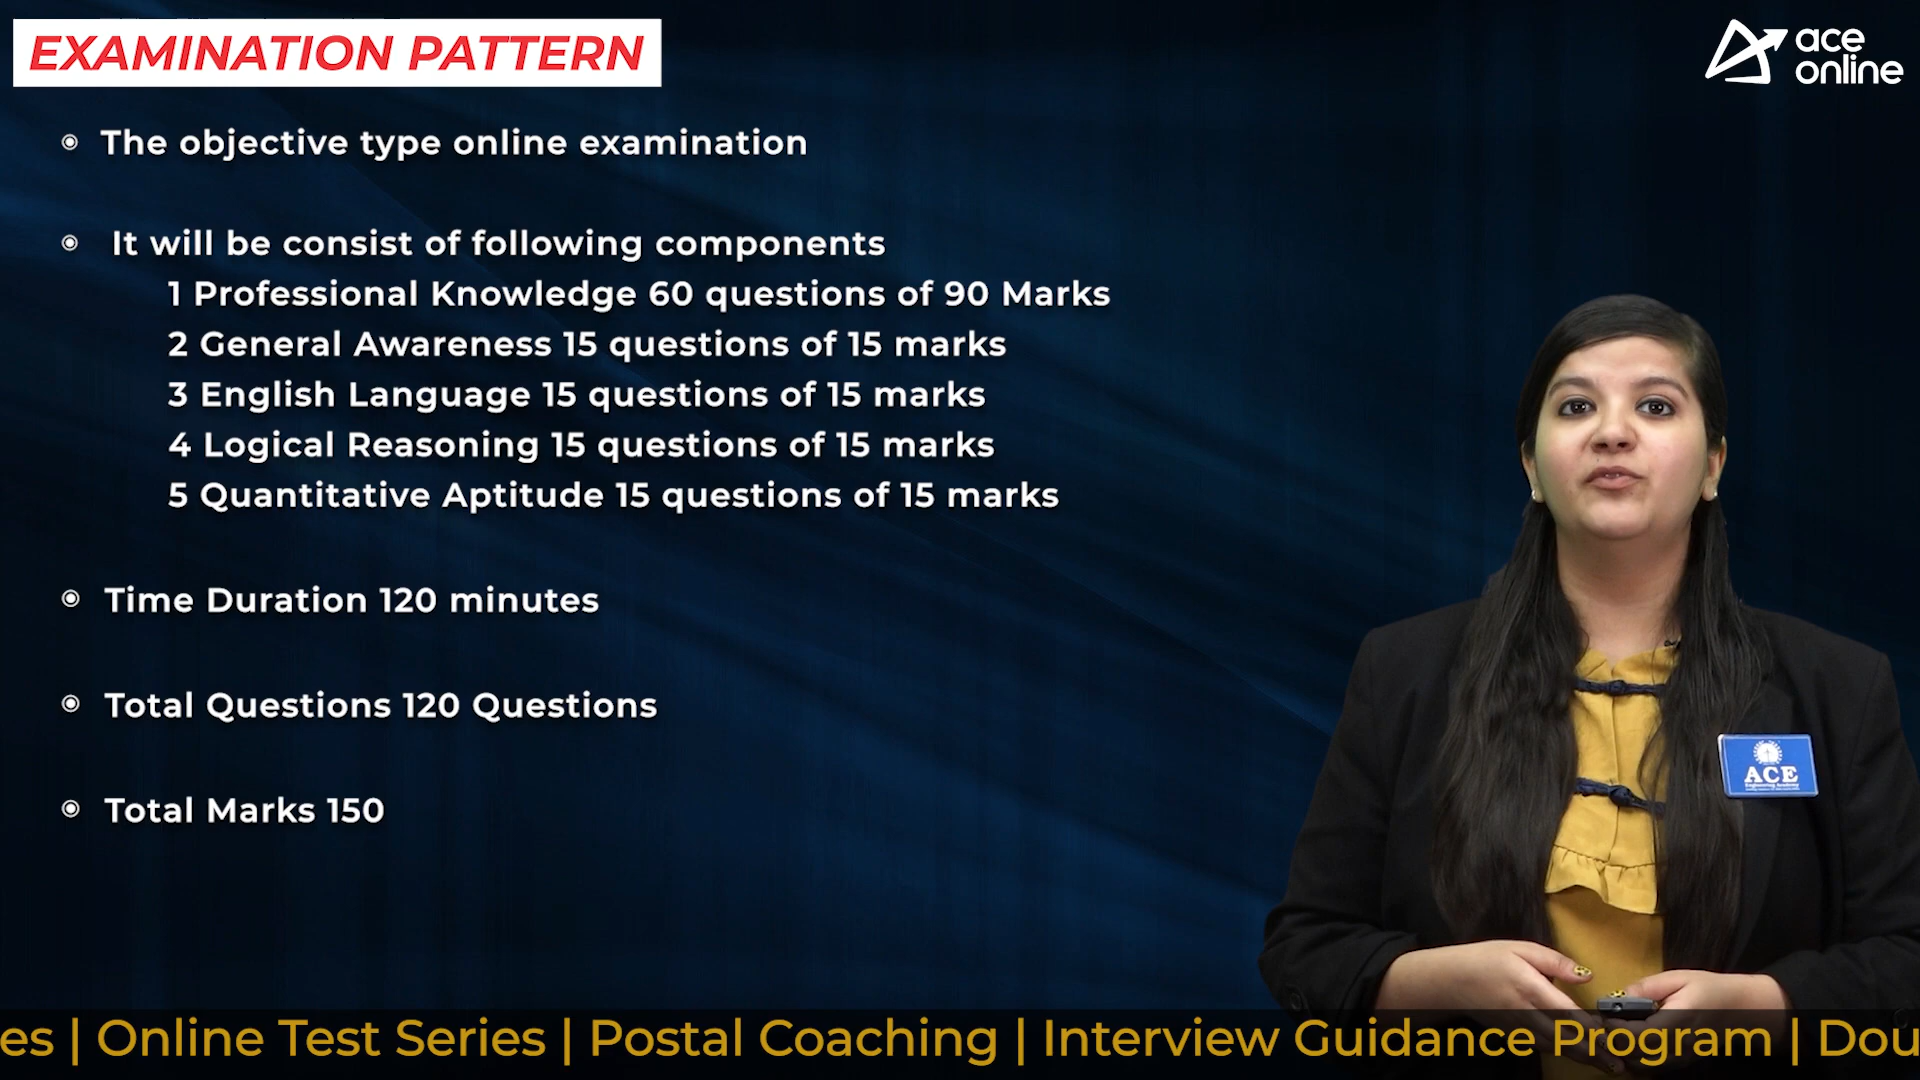 EXAMINATION PATTERN
ace
online
The objective type online examination
It will be consist of following components
1 Professional Knowledge 60 questions of 90 Marks
2 General Awareness 15 questions of 15 marks
3 English Language 15 questions of 15 marks
4 Logical Reasoning 15 questions of 15 marks
5 Quantitative Aptitude 15 questions of 15 marks
Time Duration 120 minutes
Total Questions 120 Questions
Total Marks 150
ACE
Engineering Academy
es | Online Test Series | Postal Coaching | Interview Guidance Program | Dou